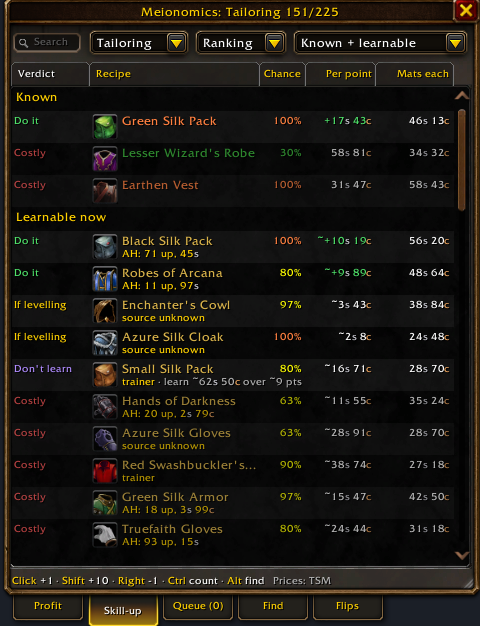 Meionomics: Tailoring 151/225
Search Tailoring Ranking Known + learnable
Verdict Recipe Chance Per point Mats each
Known
Do it Green Silk Pack 100% +17s 43c 46s 13c
Costly Lesser Wizard's Robe 30% 58s 81c 34s 32c
Costly Earthen Vest 100% 31s 47c 58s 43c
Learnable now
Do it Black Silk Pack 100% ~+10s 19c 56s 20c
AH: 71 up, 45s
Do it Robes of Arcana 80% ~+9s 89c 48s 64c
AH: 11 up, 97s
If levelling Enchanter's Cowl 97% ~3s 43c 38s 84c
source unknown
If levelling Azure Silk Cloak 100% ~2s 8c 24s 48c
source unknown
Don't learn Small Silk Pack 80% ~16s 71c 28s 70c
trainer · learn ~62s 50c over ~9 pts
Costly Hands of Darkness 63% ~11s 55c 35s 24c
AH: 20 up, 2s 79c
Costly Azure Silk Gloves 63% ~28s 91c 28s 70c
source unknown
Costly Red Swashbuckler's... 90% ~38s 74c 27s 18c
trainer
Costly Green Silk Armor 97% ~15s 47c 42s 50c
AH: 18 up, 3s 99c
Costly Truefaith Gloves 80% ~24s 44c 31s 18c
AH: 93 up, 15s
Click +1 · Shift +10 · Right -1 · Ctrl count · Alt find Prices: TSM
Profit Skill-up Queue (0) Find Flips